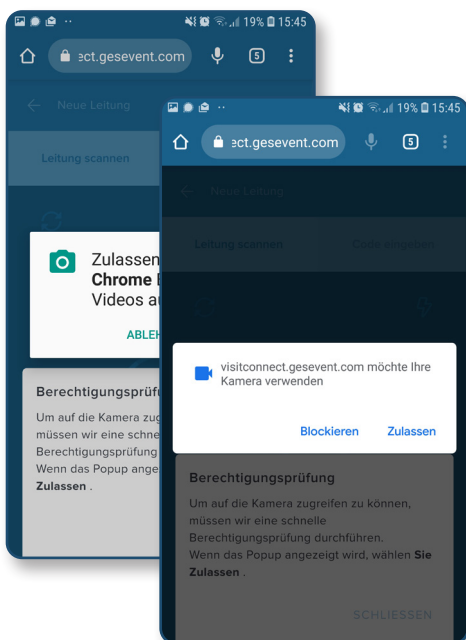 19% 15:45
ect.gesevent.com 5
Neue Leitung
Leitung scannen
Zulassen
Chrome
Videos
ABLEH
Berechtigungsprüf
Um auf die Kamera zug
müssen wir eine schne
Berechtigungsprüfung
Wenn das Popup ange
Zulassen .
19% 15:45
ect.gesevent.com 5
Neue Leitung
Leitung scannen Code eingeben
visitconnect.gesevent.com möchte Ihre
Kamera verwenden
Blockieren Zulassen
Berechtigungsprüfung
Um auf die Kamera zugreifen zu können,
müssen wir eine schnelle
Berechtigungsprüfung durchführen.
Wenn das Popup angezeigt wird, wählen Sie
Zulassen .
SCHLIESSEN